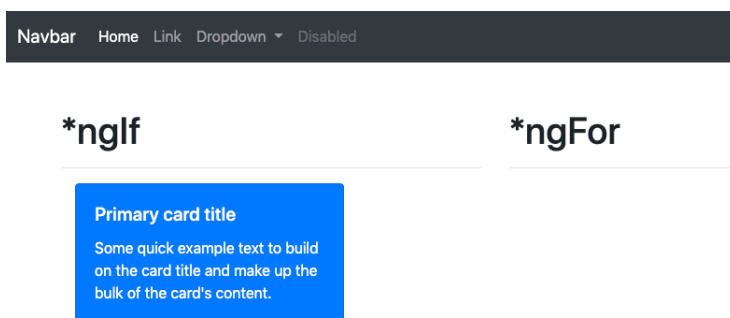 Navbar Home Link Dropdown Disabled
*ngIf
*ngFor
Primary card title
Some quick example text to build
on the card title and make up the
bulk of the card's content.